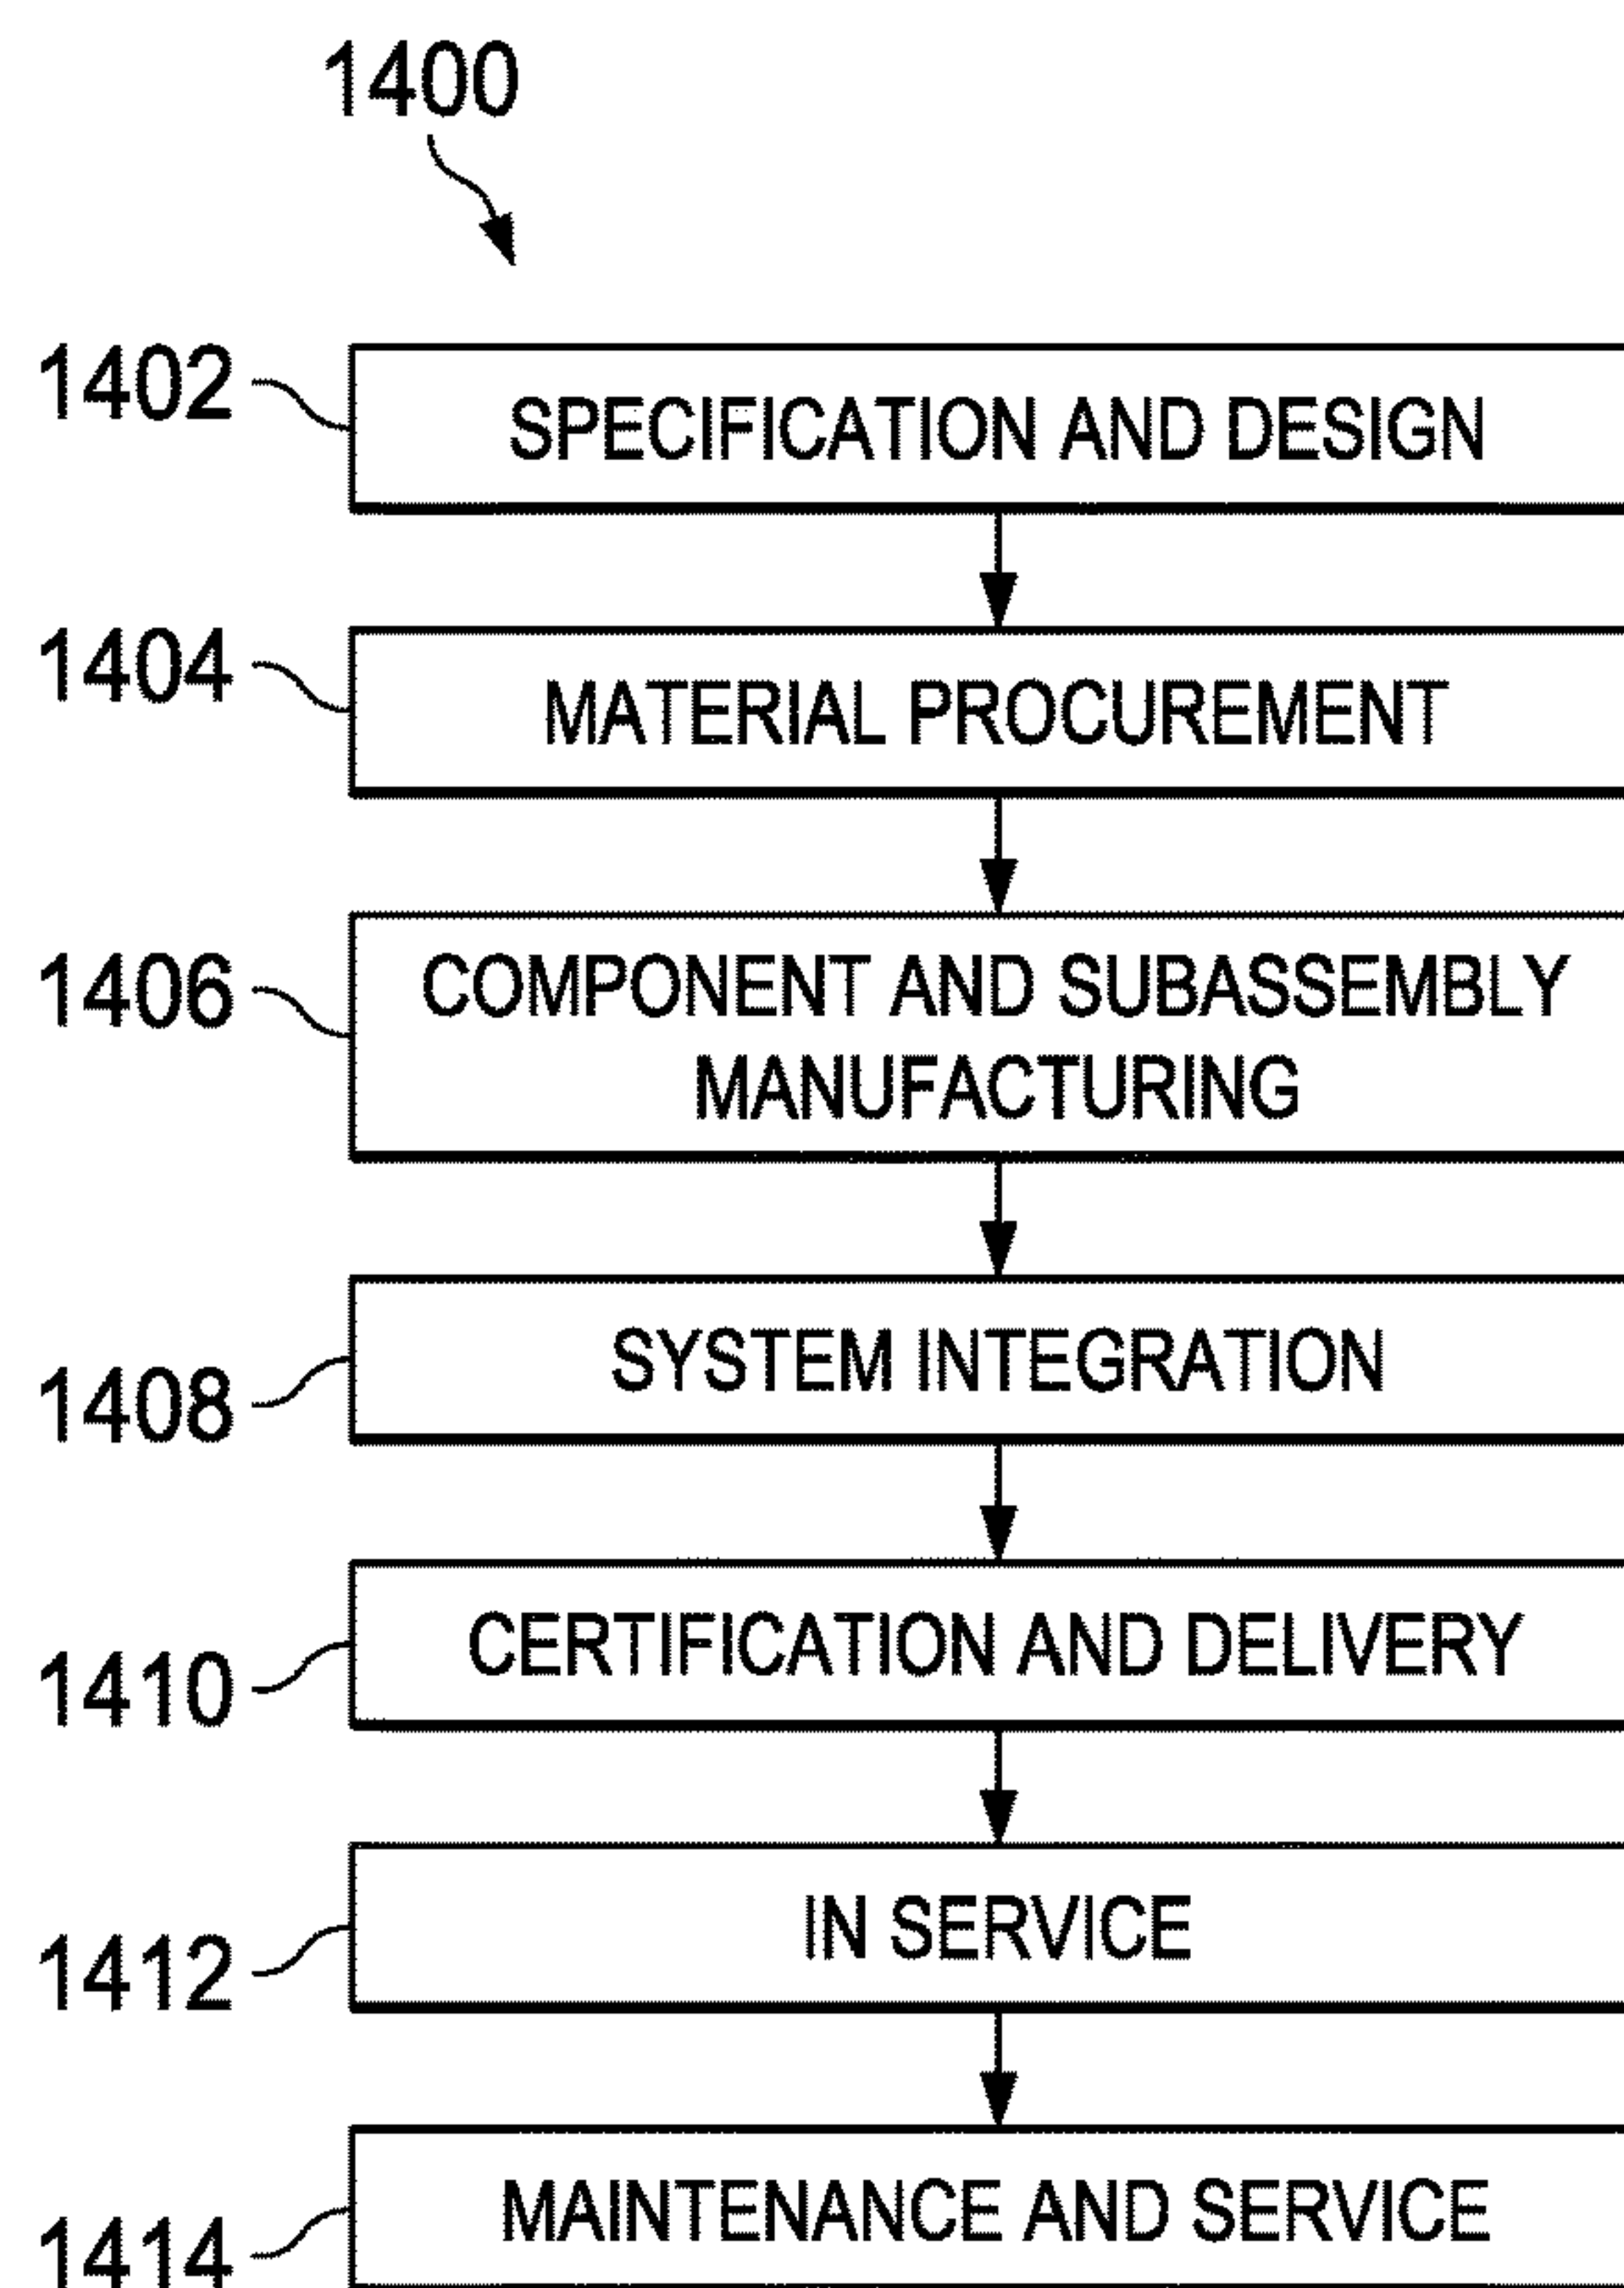 1400
1402
SPECIFICATION AND DESIGN
1404
MATERIAL PROCUREMENT
1406
COMPONENT AND SUBASSEMBLY
MANUFACTURING
1408
SYSTEM INTEGRATION
1410
CERTIFICATION AND DELIVERY
1412
IN SERVICE
1414
MAINTENANCE AND SERVICE